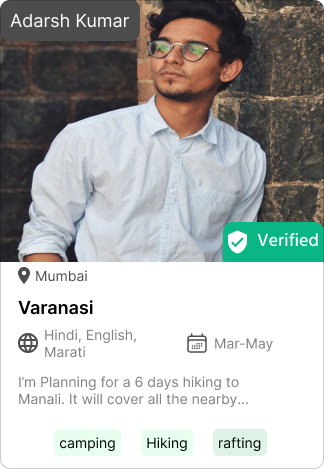 Adarsh Kumar
Verified
Mumbai
Varanasi
Hindi, English,
Marati
Mar-May
I’m Planning for a 6 days hiking to
Manali. It will cover all the nearby...
camping
Hiking
rafting